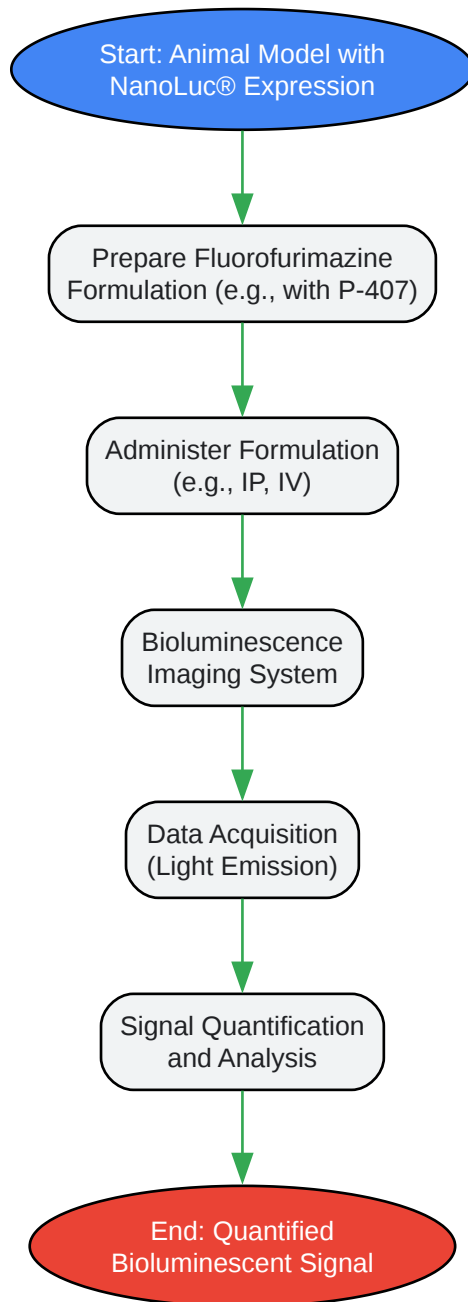 Start: Animal Model with
NanoLuc® Expression
Prepare Fluorofurimazine
Formulation (e.g., with P-407)
Administer Formulation
(e.g., IP, IV)
Bioluminescence
Imaging System
Data Acquisition
(Light Emission)
Signal Quantification
and Analysis
End: Quantified
Bioluminescent Signal